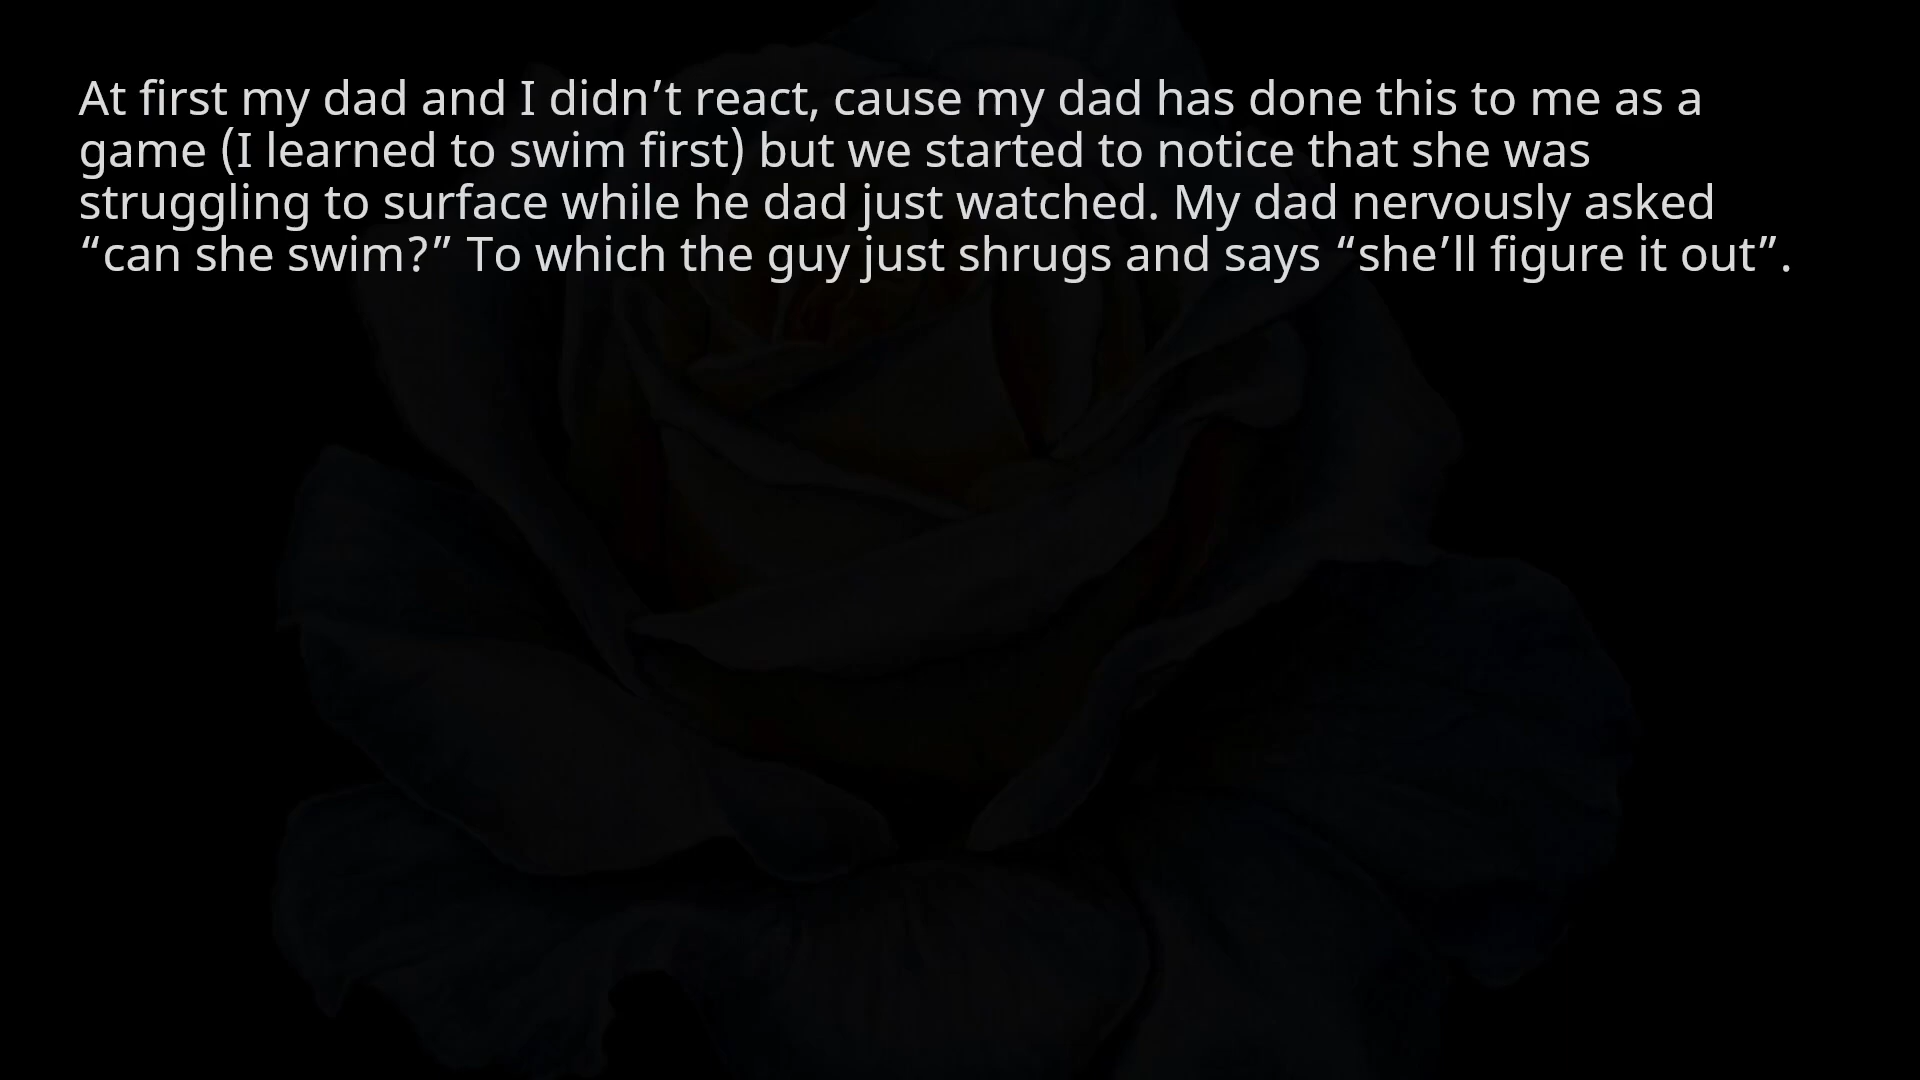 At first my dad and I didn’t react, cause my dad has done this to me as a
game (I learned to swim first) but we started to notice that she was
struggling to surface while he dad just watched. My dad nervously asked
“can she swim?” To which the guy just shrugs and says “she’ll figure it out”.